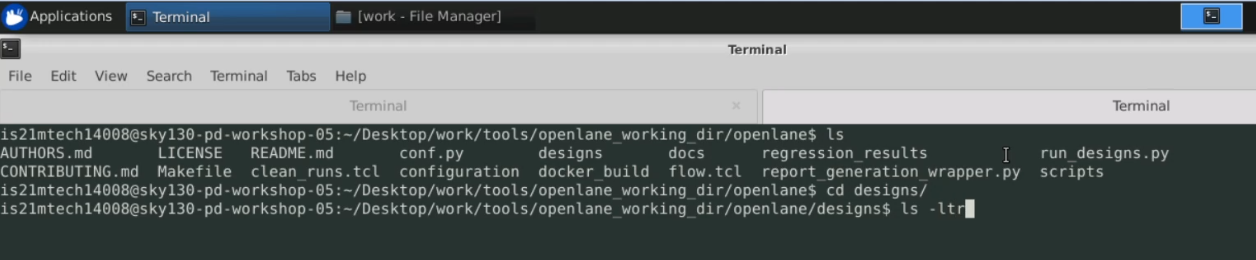 Applications Terminal [work - File Manager]
Terminal
File Edit View Search Terminal Tabs Help
Terminal × Terminal
is21mtech14008@sky130-pd-workshop-05:~/Desktop/work/tools/openlane_working_dir/openlane$ ls
AUTHORS.md LICENSE README.md conf.py designs docs regression_results run_designs.py
CONTRIBUTING.md Makefile clean_runs.tcl configuration docker_build flow.tcl report_generation_wrapper.py scripts
is21mtech14008@sky130-pd-workshop-05:~/Desktop/work/tools/openlane_working_dir/openlane$ cd designs/
is21mtech14008@sky130-pd-workshop-05:~/Desktop/work/tools/openlane_working_dir/openlane/designs$ ls -ltr